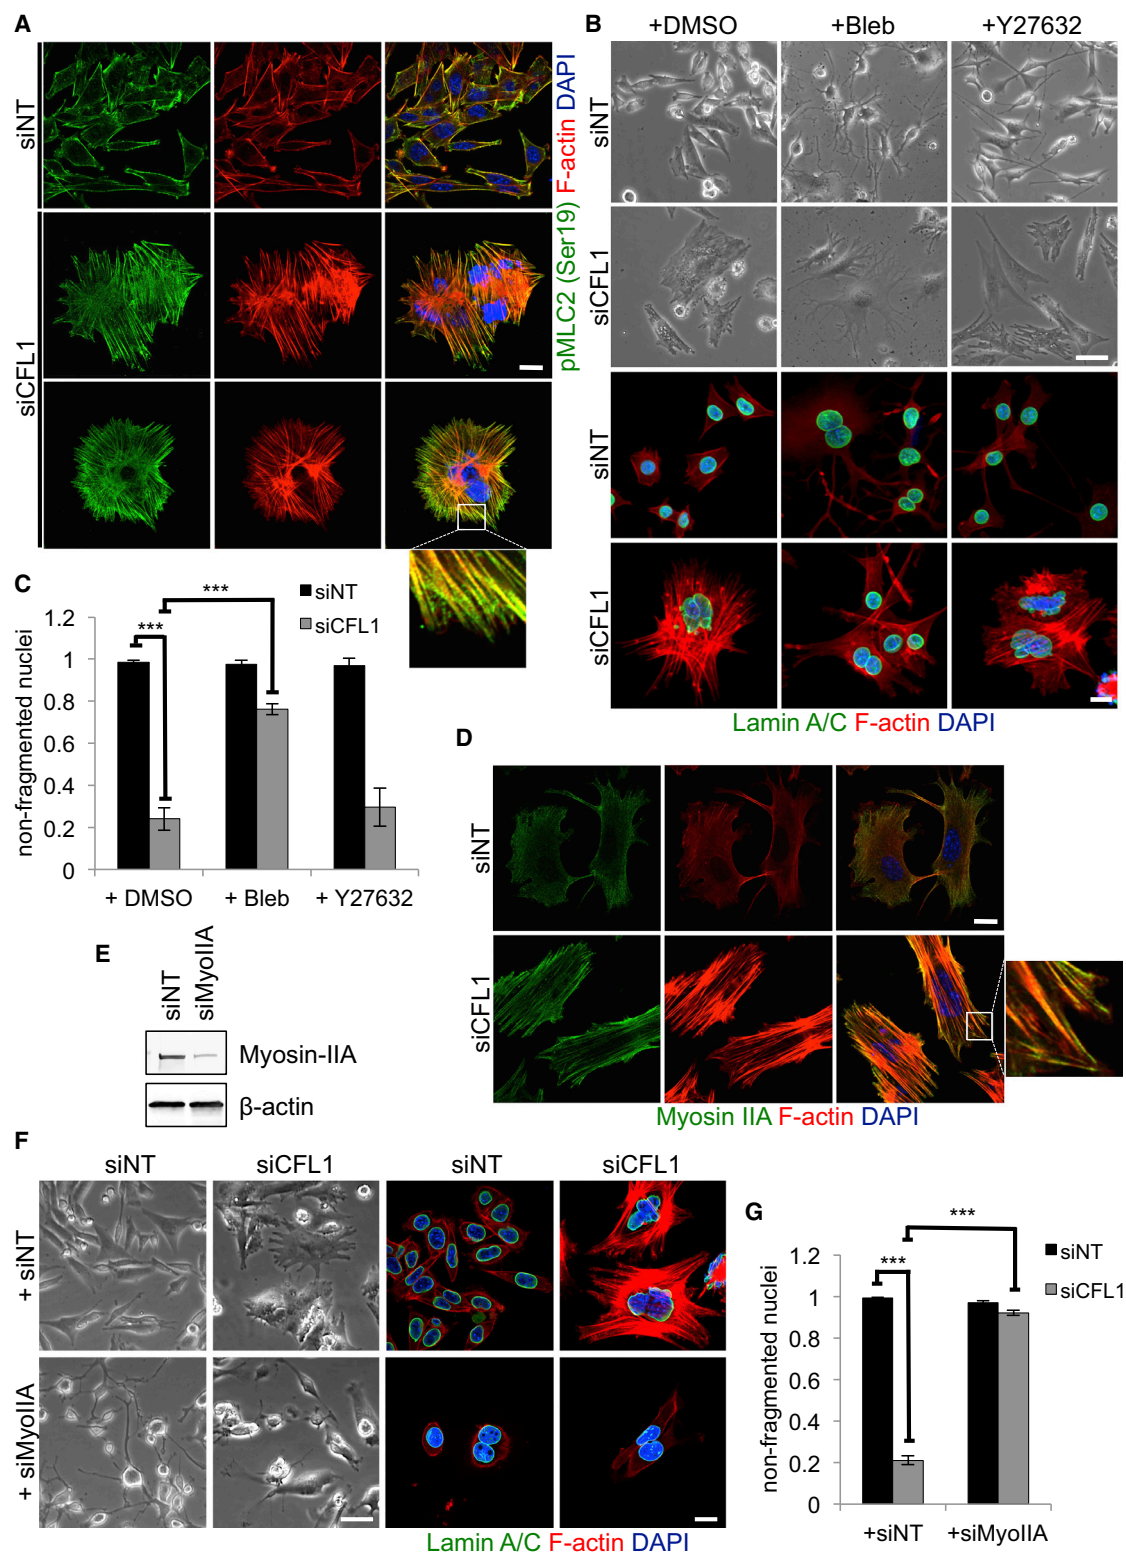 A
siNT
siCFL1
pMLC2 (Ser19) F-actin DAPI
B
+DMSO +Bleb +Y27632
siNT
siCFL1
siNT
siCFL1
Lamin A/C F-actin DAPI
C
*** 
***
siNT
siCFL1
non-fragmented nuclei
1.2
1
0.8
0.6
0.4
0.2
0
+ DMSO + Bleb + Y27632
D
siNT
siCFL1
Myosin IIA F-actin DAPI
E
siNT siMyoIIA
Myosin-IIA
β-actin
F
siNT siCFL1 siNT siCFL1
+ siNT
+ siMyoIIA
Lamin A/C F-actin DAPI
G
***
***
siNT
siCFL1
non-fragmented nuclei
1.2
1
0.8
0.6
0.4
0.2
0
+siNT +siMyoIIA